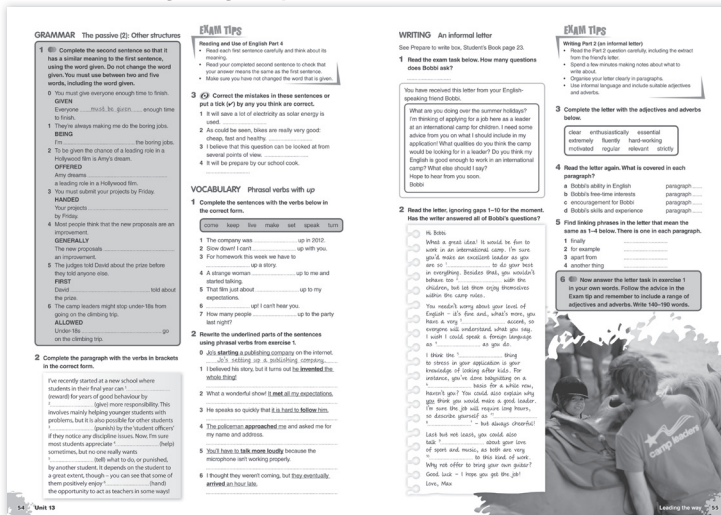 GRAMMAR The passive (2): Other structures
1 Complete the second sentence so that it
has a similar meaning to the first sentence,
using the word given. Do not change the word
given. You must use between two and five
words, including the word given.
0 You must give everyone enough time to finish.
GIVEN
Everyone must be given enough time
to finish.
1 They're always making me do the boring jobs.
BEING
I'm the boring jobs.
2 To be given the chance of a leading role in a
Hollywood film is Amy's dream.
OFFERED
Amy dreams
a leading role in a Hollywood film.
3 You must submit your projects by Friday.
HANDED
Your projects
by Friday.
4 Most people think that the new proposals are an
improvement.
GENERALLY
The new proposals
an improvement.
5 The judges told David about the prize before
they told anyone else.
FIRST
David told about
the prize.
6 The camp leaders might stop under-18s from
going on the climbing trip.
ALLOWED
Under-18s go
on the climbing trip.
2 Complete the paragraph with the verbs in brackets
in the correct form.
I've recently started at a new school where
students in their final year can 1
(reward) for years of good behaviour by
2 (give) more responsibility. This
involves mainly helping younger students with
problems, but it is also possible for other students
3 (punish) by the 'student officers'
if they notice any discipline issues. Now, I'm sure
most students appreciate 4 (help)
sometimes, but no one really wants
5 (tell) what to do, or punished,
by another student. It depends on the student to
a great extent, though – you can see that some of
them positively enjoy 6 (hand)
the opportunity to act as teachers in some ways!
54 Unit 13
EXAM TIPS
Reading and Use of English Part 4
• Read each first sentence carefully and think about its
meaning.
• Read your completed second sentence to check that
your answer means the same as the first sentence.
• Make sure you have not changed the word that is given.
3 Correct the mistakes in these sentences or
put a tick (✔) by any you think are correct.
1 It will save a lot of electricity as solar energy is
used.
2 As could be seen, bikes are really very good:
cheap, fast and healthy.
3 I believe that this question can be looked at from
several points of view.
4 It will be prepare by our school cook.
VOCABULARY Phrasal verbs with up
1 Complete the sentences with the verbs below in
the correct form.
come keep live make set speak turn
1 The company was up in 2012.
2 Slow down! I can't up with you.
3 For homework this week we have to
up a story.
4 A strange woman up to me and
started talking.
5 That film just about up to my
expectations.
6 up! I can't hear you.
7 How many people up to the party
last night?
2 Rewrite the underlined parts of the sentences
using phrasal verbs from exercise 1.
0 Jo's starting a publishing company on the internet.
Jo's setting up a publishing company.
1 I believed his story, but it turns out he invented the
whole thing!
2 What a wonderful show! It met all my expectations.
3 He speaks so quickly that it is hard to follow him.
4 The policeman approached me and asked me for
my name and address.
5 You'll have to talk more loudly because the
microphone isn't working properly.
6 I thought they weren't coming, but they eventually
arrived an hour late.
WRITING An informal letter
See Prepare to write box, Student's Book page 23.
1 Read the exam task below. How many questions
does Bobbi ask?
You have received this letter from your English-
speaking friend Bobbi.
What are you doing over the summer holidays?
I'm thinking of applying for a job here as a leader
at an international camp for children. I need some
advice from you on what I should include in my
application! What qualities do you think the camp
would be looking for in a leader? Do you think my
English is good enough to work in an international
camp? What else should I say?
Hope to hear from you soon.
Bobbi
2 Read the letter, ignoring gaps 1–10 for the moment.
Has the writer answered all of Bobbi's questions?
Hi Bobbi
What a great idea! It would be fun to
work in an international camp. I'm sure
you'd make an excellent leader as you
are so 1 to do your best
in everything. Besides that, you wouldn't
behave too 2 with the
children, but let them enjoy themselves
within the camp rules.
You needn't worry about your level of
English – it's fine and, what's more, you
have a very 3 accent, so
everyone will understand what you say.
I wish I could speak a foreign language
as 4 as you do.
I think the 5 thing
to stress in your application is your
knowledge of looking after kids. For
instance, you've done babysitting on a
6 basis for a while now,
haven't you? You could also explain why
you think you would make a good leader.
I'm sure the job will require long hours,
so describe yourself as
– but always cheerful!
Last but not least, you could also
talk about your love
of sport and music, as both are very
to this kind of work.
Why not offer to bring your own guitar?
Good luck – I hope you get the job!
Love, Max
EXAM TIPS
Writing Part 2 (an informal letter)
• Read the Part 2 question carefully, including the extract
from the friend's letter.
• Spend a few minutes making notes about what to
write about.
• Organise your letter clearly in paragraphs.
• Use informal language and include suitable adjectives
and adverbs.
3 Complete the letter with the adjectives and adverbs
below.
clear enthusiastically essential
extremely fluently hard-working
motivated regular relevant strictly
4 Read the letter again. What is covered in each
paragraph?
a Bobbi's ability in English paragraph
b Bobbi's free-time interests paragraph
c encouragement for Bobbi paragraph
d Bobbi's skills and experience paragraph
5 Find linking phrases in the letter that mean the
same as 1–4 below. There is one in each paragraph.
1 finally
2 for example
3 apart from
4 another thing
6 Now answer the letter task in exercise 1
in your own words. Follow the advice in the
Exam tip and remember to include a range of
adjectives and adverbs. Write 140–190 words.
camp leaders
Leading the way 55